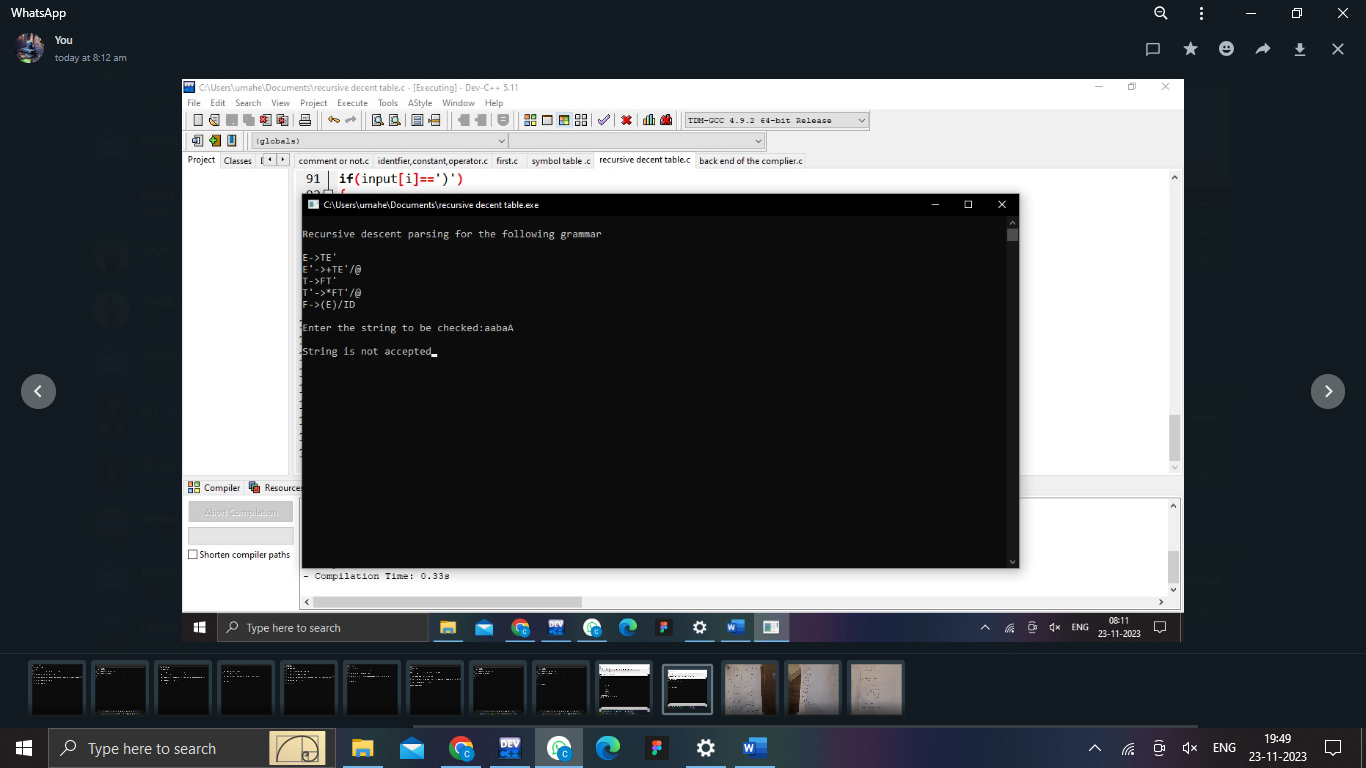 WhatsApp
You
today at 8:12 am
C:\Users\umahe\Documents\recursive decent table.c - [Executing] - Dev-C++ 5.11
File Edit Search View Project Execute Tools AStyle Window Help
TDM-GCC 4.9.2 64-bit Release
(globals)
Project Classes comment or not.c identfier,constant,operator.c first.c symbol table .c recursive decent table.c back end of the complier.c
91 if(input[i]==')')
C:\Users\umahe\Documents\recursive decent table.exe
Recursive descent parsing for the following grammar
E->TE'
E'->+TE'/@
T->FT'
T'->*FT'/@
F->(E)/ID
Enter the string to be checked:aabaA
String is not accepted
Compiler Resources
Abort Compilation
Shorten compiler paths
- Compilation Time: 0.33s
Type here to search
DEV
ENG
08:11
23-11-2023
Type here to search
DEV
ENG
19:49
23-11-2023